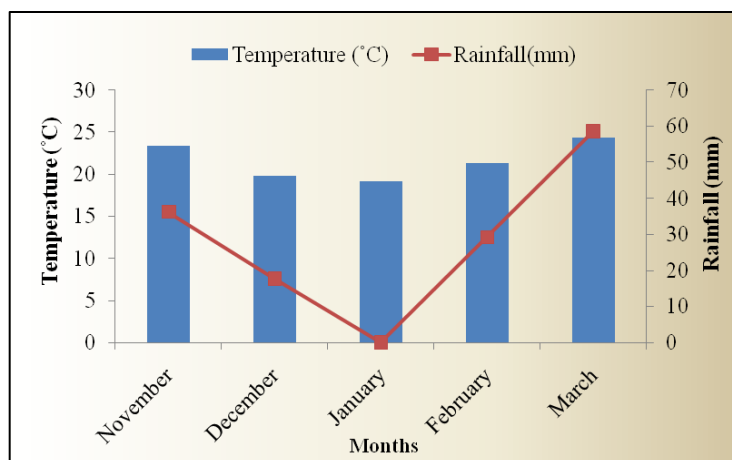 Temperature (˚C) Rainfall(mm)
30
25
20
15
10
5
0
Temperature (˚C)
70
60
50
40
30
20
10
0
Rainfall (mm)
November
December
January
February
March
Months